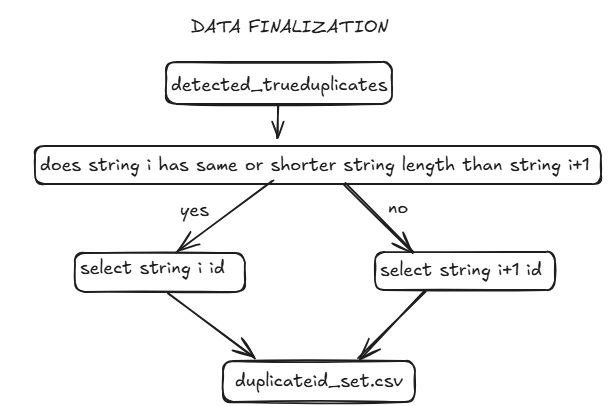 DATA FINALIZATION
detected_trueduplicates
does string i has same or shorter string length than string i+1
yes
no
select string i id
select string i+1 id
duplicateid_set.csv